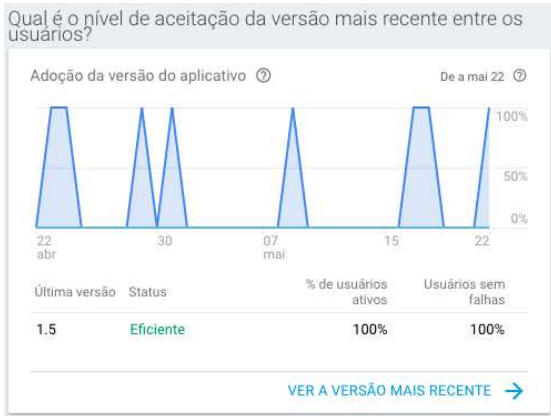 Qual é o nível de aceitação da versão mais recente entre os
usuários?
Adoção da versão do aplicativo
De a mai 22
100%
50%
0%
22 30 07 15 22
abr mai
Última versão Status % de usuários ativos Usuários sem falhas
1.5 Eficiente 100% 100%
VER A VERSÃO MAIS RECENTE